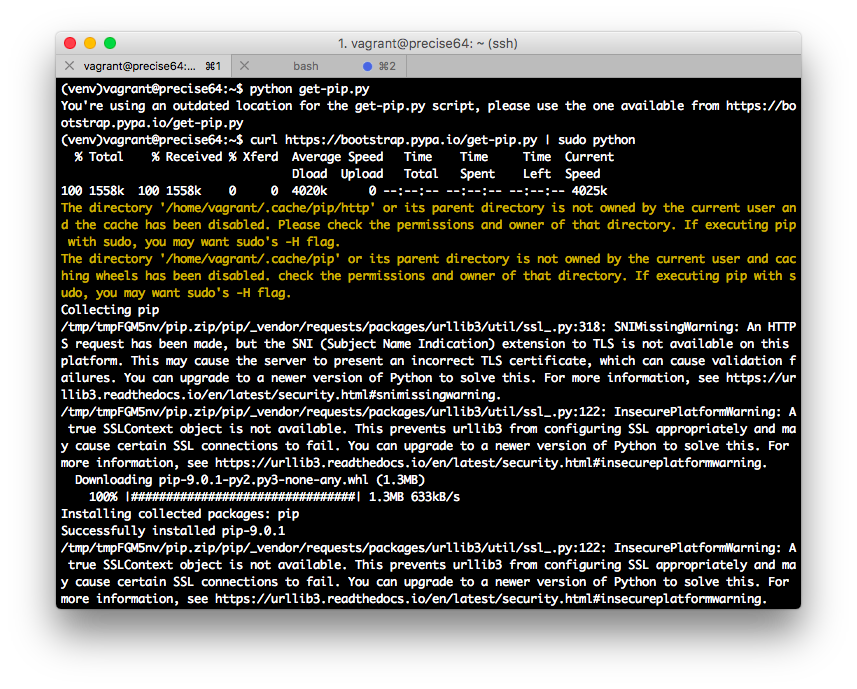 1. vagrant@precise64: ~ (ssh)
vagrant@precise64:... ⌘1 bash ⌘2
(venv)vagrant@precise64:~$ python get-pip.py
You're using an outdated location for the get-pip.py script, please use the one available from https://bo
otstrap.pypa.io/get-pip.py
(venv)vagrant@precise64:~$ curl https://bootstrap.pypa.io/get-pip.py | sudo python
  % Total    % Received % Xferd  Average Speed   Time    Time     Time  Current
                                 Dload  Upload   Total   Spent    Left  Speed
100 1558k  100 1558k    0     0  4020k      0 --:--:-- --:--:-- --:--:-- 4025k
The directory '/home/vagrant/.cache/pip/http' or its parent directory is not owned by the current user an
d the cache has been disabled. Please check the permissions and owner of that directory. If executing pip
 with sudo, you may want sudo's -H flag.
The directory '/home/vagrant/.cache/pip' or its parent directory is not owned by the current user and cac
hing wheels has been disabled. check the permissions and owner of that directory. If executing pip with s
udo, you may want sudo's -H flag.
Collecting pip
/tmp/tmpFGM5nv/pip.zip/pip/_vendor/requests/packages/urllib3/util/ssl_.py:318: SNIMissingWarning: An HTTP
S request has been made, but the SNI (Subject Name Indication) extension to TLS is not available on this
platform. This may cause the server to present an incorrect TLS certificate, which can cause validation f
ailures. You can upgrade to a newer version of Python to solve this. For more information, see https://ur
llib3.readthedocs.io/en/latest/security.html#snimissingwarning.
/tmp/tmpFGM5nv/pip.zip/pip/_vendor/requests/packages/urllib3/util/ssl_.py:122: InsecurePlatformWarning: A
 true SSLContext object is not available. This prevents urllib3 from configuring SSL appropriately and ma
y cause certain SSL connections to fail. You can upgrade to a newer version of Python to solve this. For
more information, see https://urllib3.readthedocs.io/en/latest/security.html#insecureplatformwarning.
  Downloading pip-9.0.1-py2.py3-none-any.whl (1.3MB)
    100% |################################| 1.3MB 633kB/s
Installing collected packages: pip
Successfully installed pip-9.0.1
/tmp/tmpFGM5nv/pip.zip/pip/_vendor/requests/packages/urllib3/util/ssl_.py:122: InsecurePlatformWarning: A
 true SSLContext object is not available. This prevents urllib3 from configuring SSL appropriately and ma
y cause certain SSL connections to fail. You can upgrade to a newer version of Python to solve this. For
more information, see https://urllib3.readthedocs.io/en/latest/security.html#insecureplatformwarning.